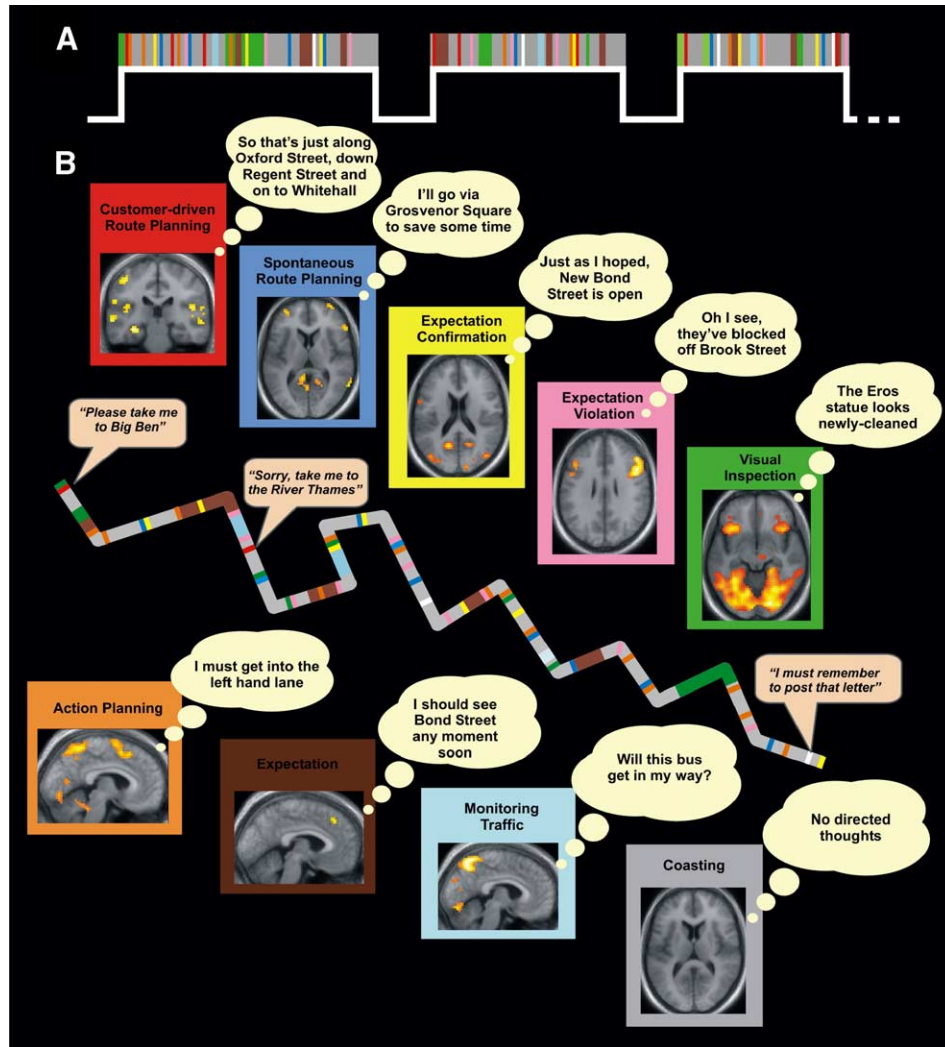 A
B
So that's just along
Oxford Street, down
Regent Street and
on to Whitehall
Customer-driven
Route Planning
I'll go via
Grosvenor Square
to save some time
Spontaneous
Route Planning
Just as I hoped,
New Bond
Street is open
Expectation
Confirmation
Oh I see,
they've blocked
off Brook Street
Expectation
Violation
The Eros
statue looks
newly-cleaned
Visual
Inspection
"Please take me
to Big Ben"
"Sorry, take me to
the River Thames"
"I must remember
to post that letter"
I must get into the
left hand lane
Action Planning
I should see
Bond Street
any moment
soon
Expectation
Will this bus
get in my way?
Monitoring
Traffic
No directed
thoughts
Coasting